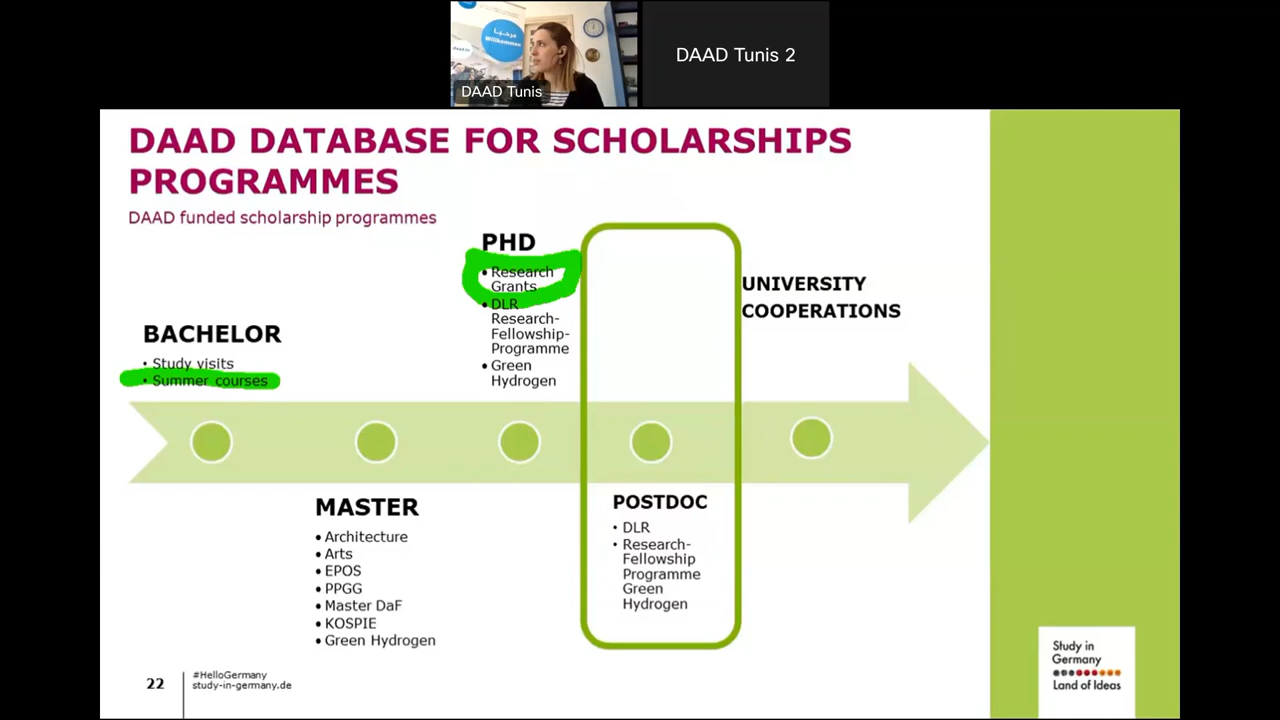 مرحبا
Willkommen
DAAD Tunis
DAAD Tunis 2
DAAD DATABASE FOR SCHOLARSHIPS
PROGRAMMES
DAAD funded scholarship programmes
BACHELOR
• Study visits
• Summer courses
MASTER
• Architecture
• Arts
• EPOS
• PPGG
• Master DaF
• KOSPIE
• Green Hydrogen
PHD
• Research
Grants
• DLR
Research-
Fellowship-
Programme
• Green
Hydrogen
POSTDOC
• DLR
• Research-
Fellowship
Programme
Green
Hydrogen
UNIVERSITY
COOPERATIONS
22
#HelloGermany
study-in-germany.de
Study in
Germany
Land of Ideas